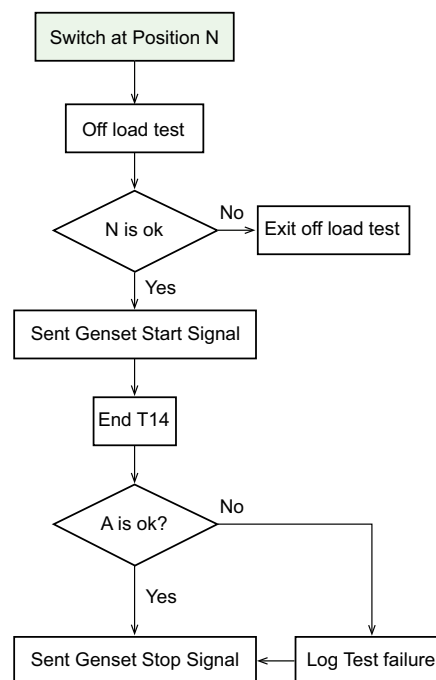 Switch at Position N
Off load test
N is ok
No
Exit off load test
Yes
Sent Genset Start Signal
End T14
A is ok?
No
Yes
Sent Genset Stop Signal
Log Test failure